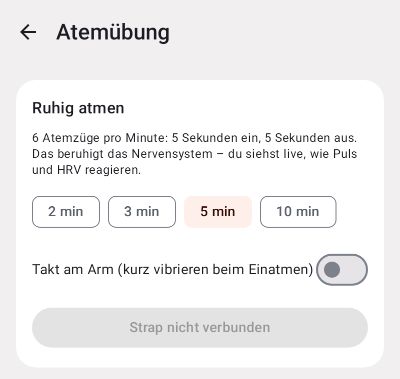 Atemübung
Ruhig atmen
6 Atemzüge pro Minute: 5 Sekunden ein, 5 Sekunden aus.
Das beruhigt das Nervensystem – du siehst live, wie Puls
und HRV reagieren.
2 min 3 min 5 min 10 min
Takt am Arm (kurz vibrieren beim Einatmen)
Strap nicht verbunden